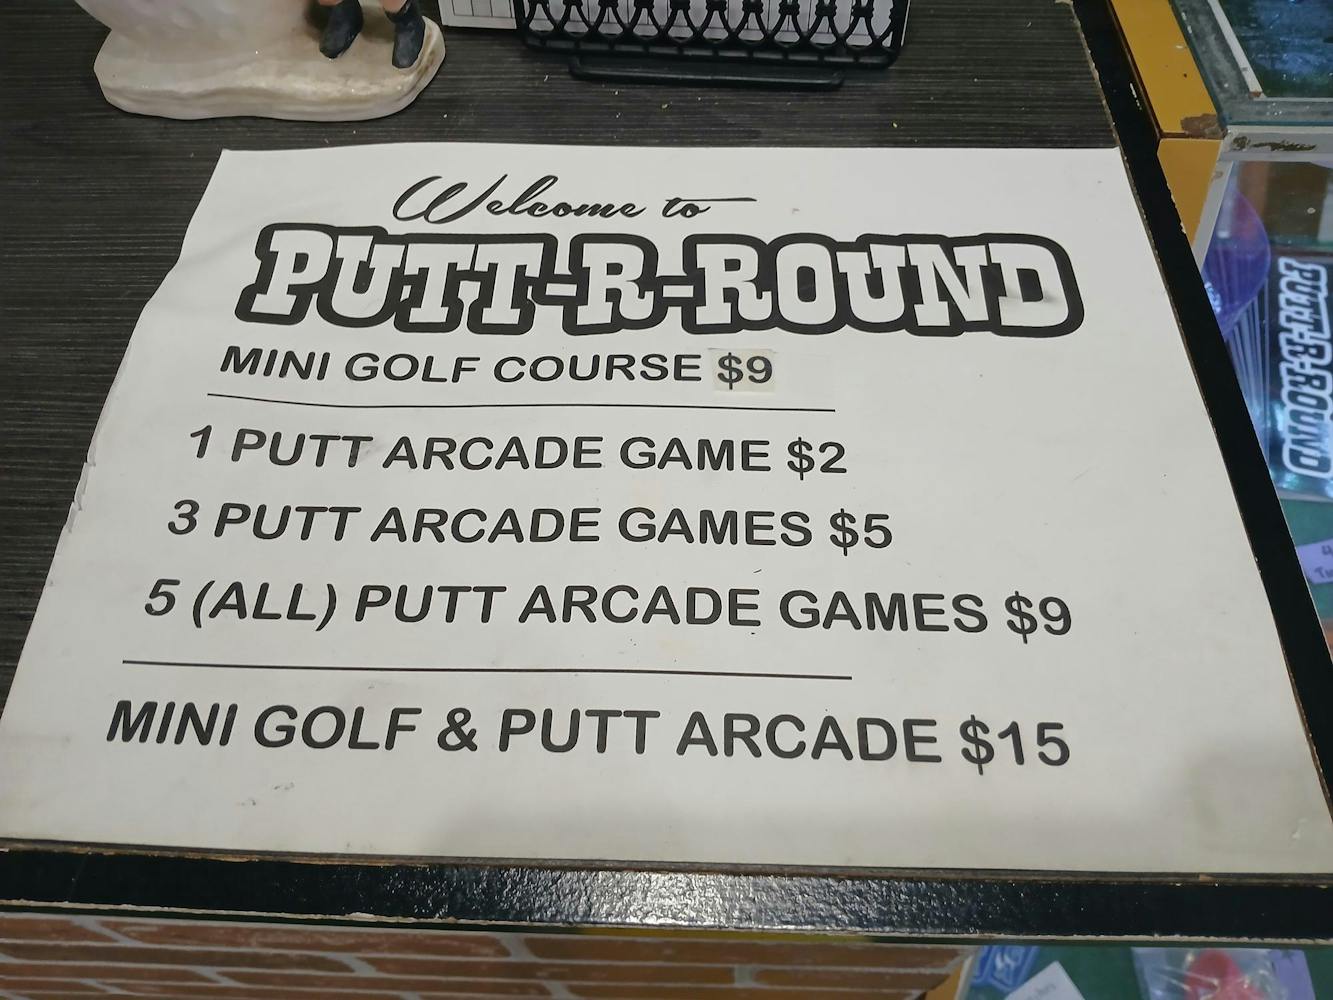 Welcome to
PUTT-R-ROUND
MINI GOLF COURSE $9
1 PUTT ARCADE GAME $2
3 PUTT ARCADE GAMES $5
5 (ALL) PUTT ARCADE GAMES $9
MINI GOLF & PUTT ARCADE $15
PUTT-R-ROUND